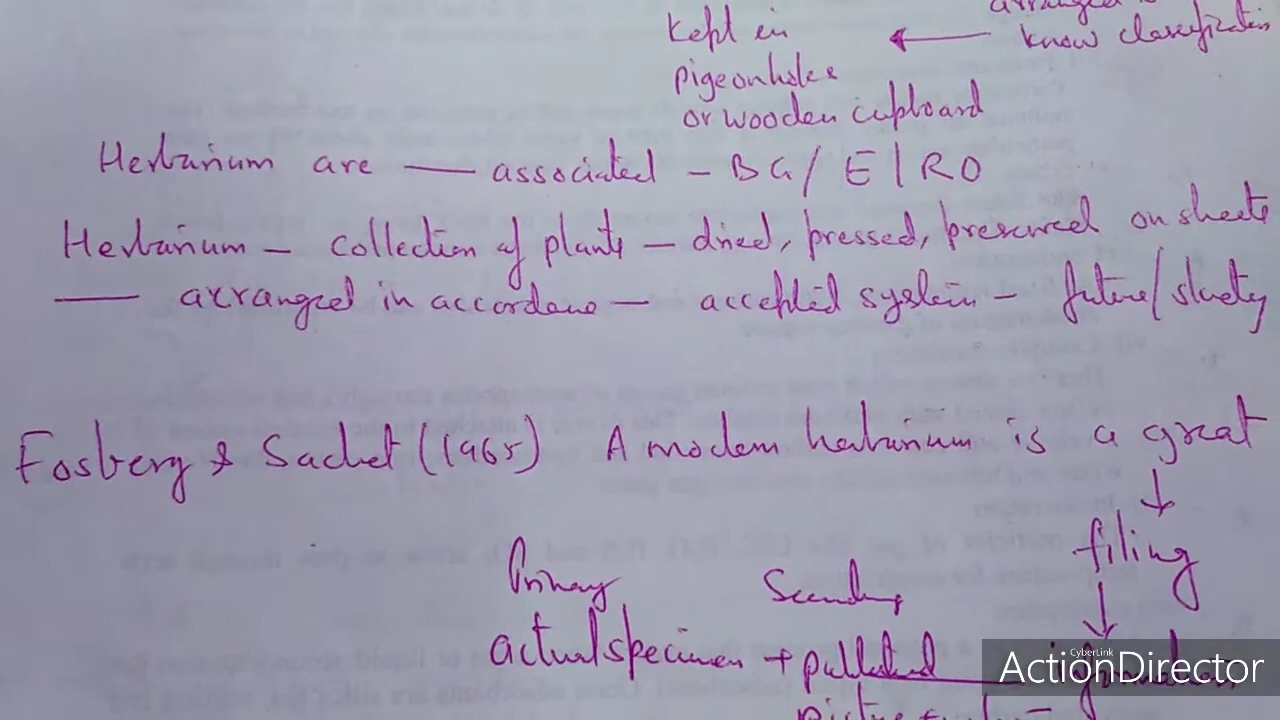 Kept in
know classification
pigeonholes
or wooden cupboard
Herbarium are — associated – BG / E / RO
Herbarium – collection of plants – dried, pressed, preserved on sheets
— arranged in accordane – accepted system – future / study
Fosberg & Sachet (1965) A modern herbarium is a great
filing
Primary Secondary
actual specimen +
CyberLink
ActionDirector